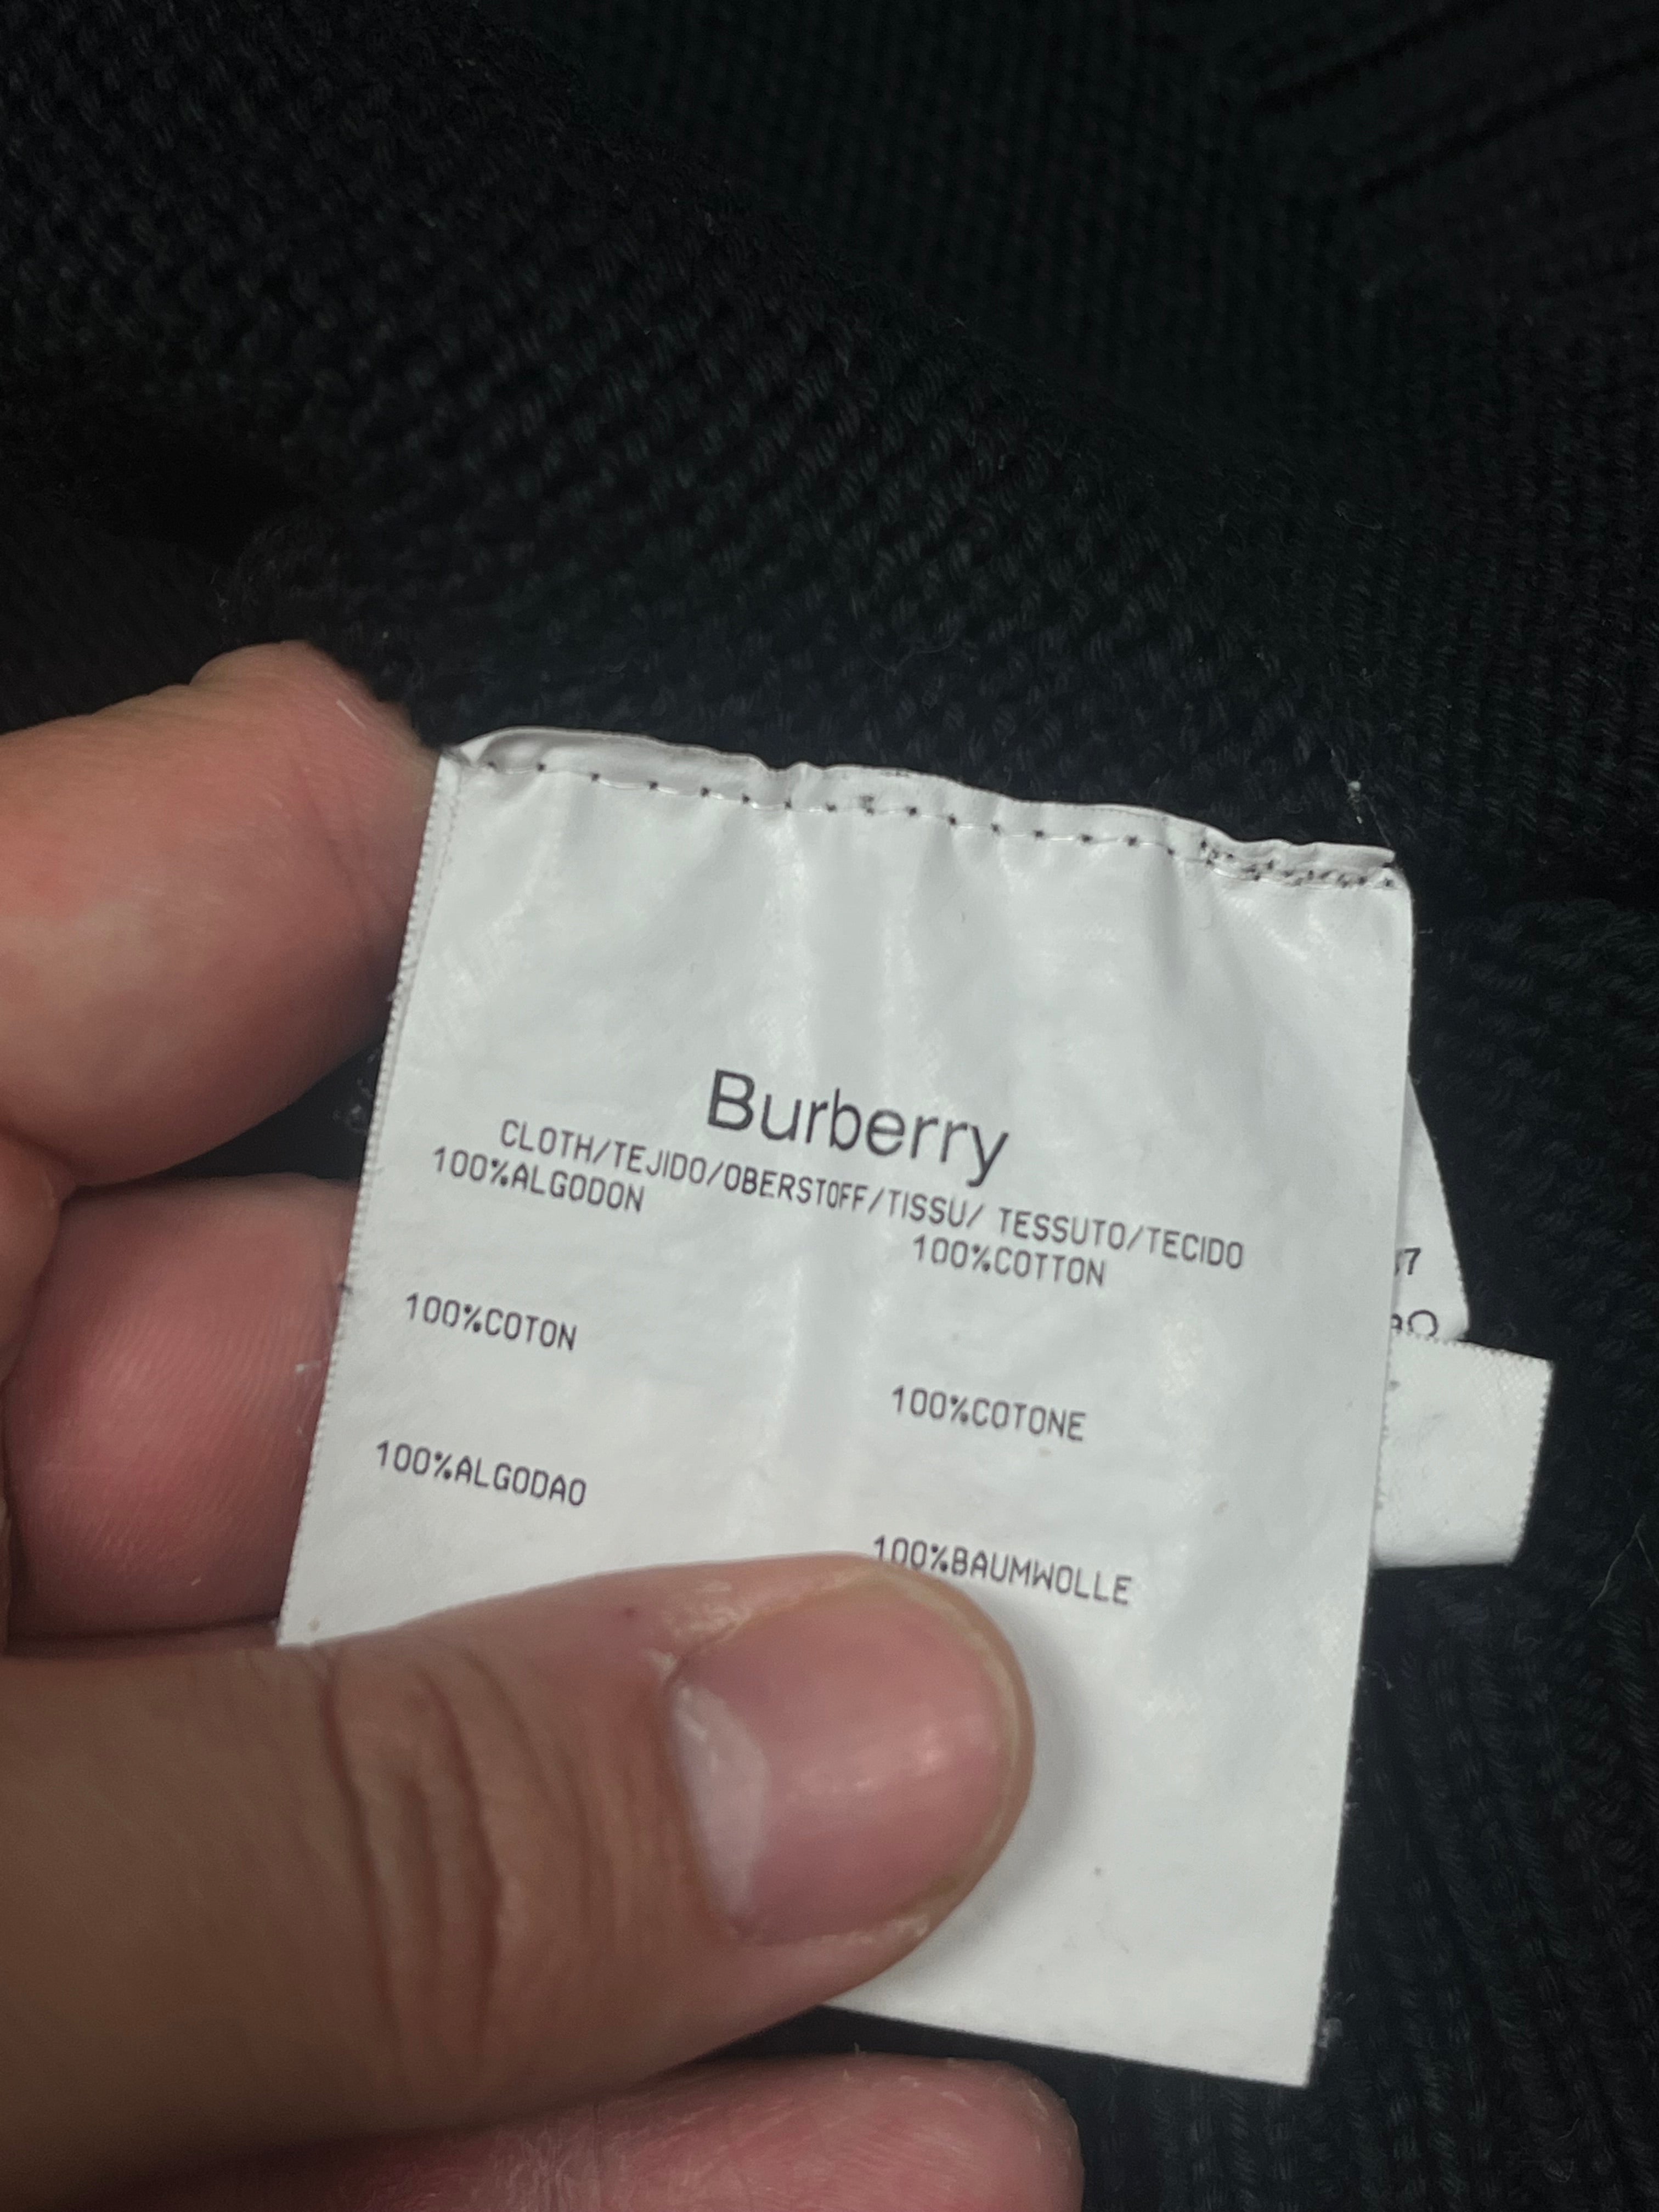 Burberry
CLOTH/TEJIDO/OBERSTOFF/TISSU/ TESSUTO/TECIDO
100%ALGODON
100%COTTON
100%COTON
100%COTONE
100%ALGODAO
100%BAUMWOLLE